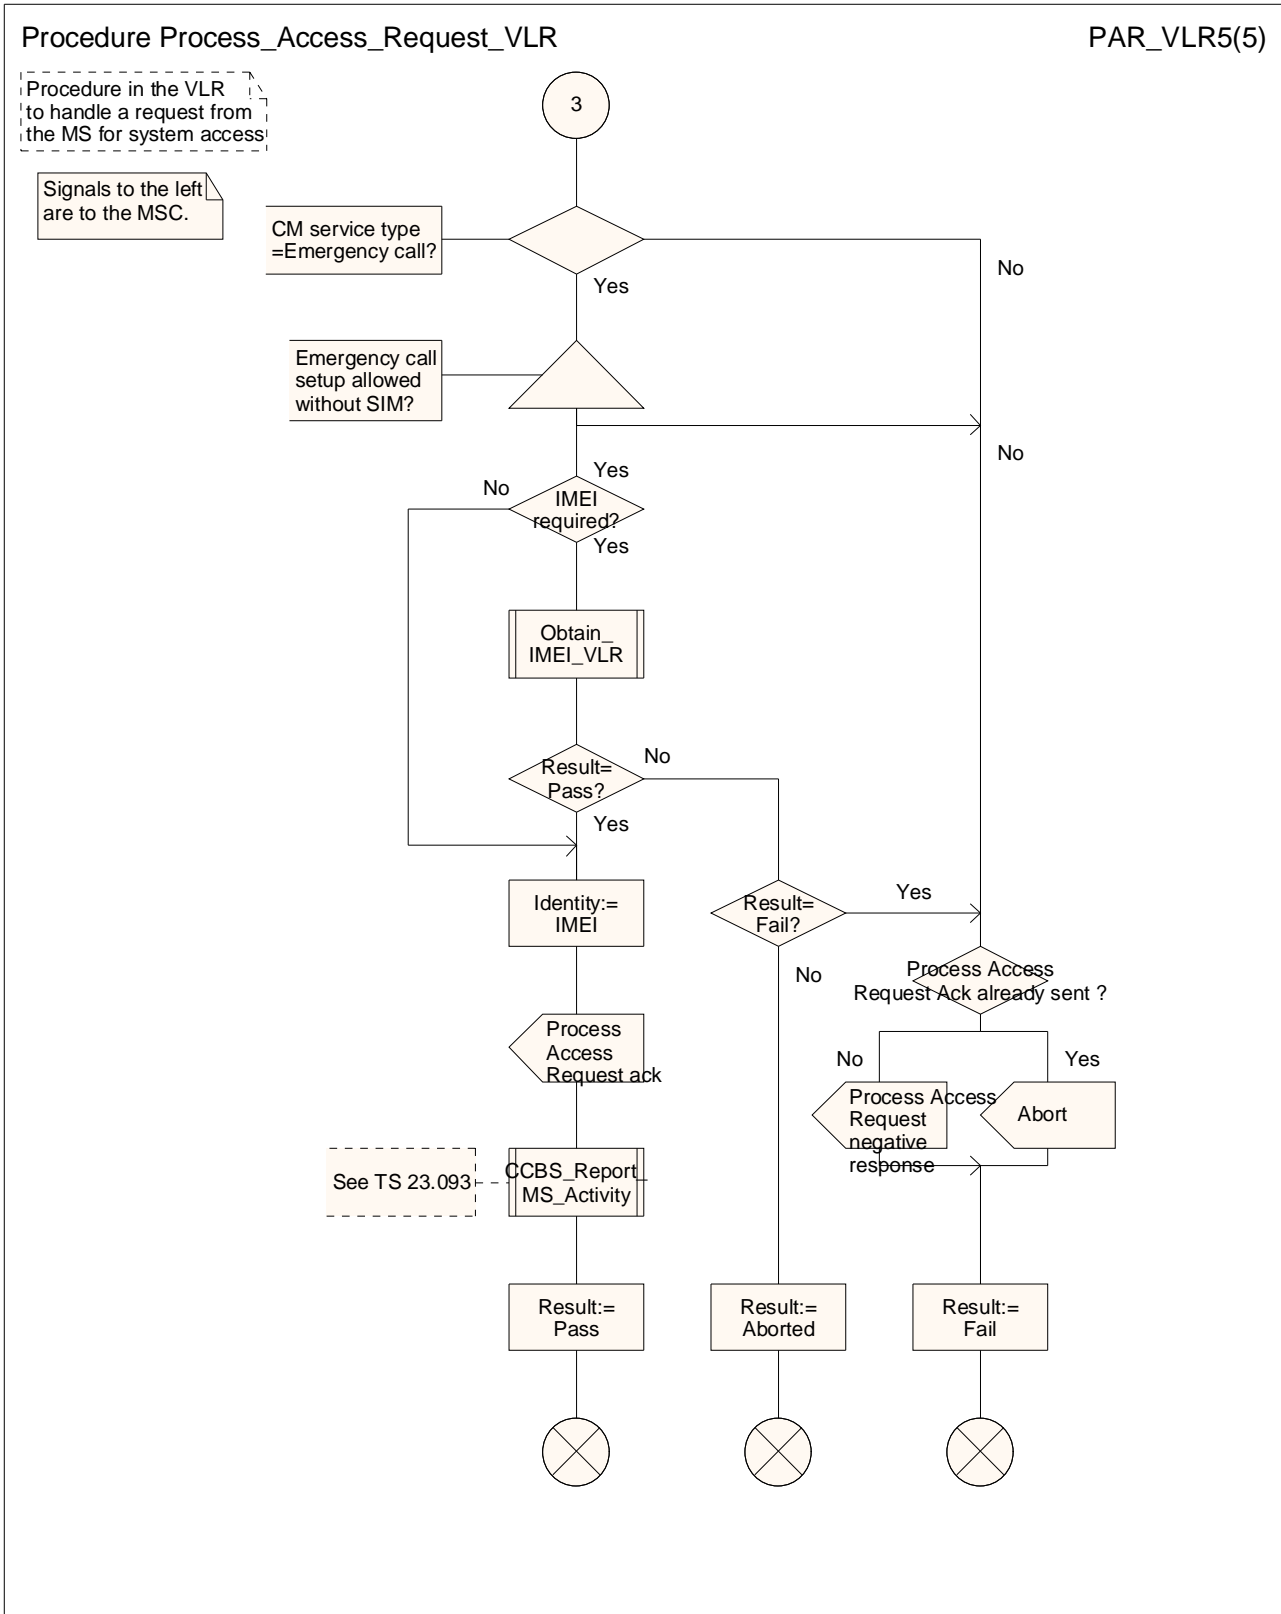 Procedure Process_Access_Request_VLR
PAR_VLR5(5)
Procedure in the VLR
to handle a request from
the MS for system access
3
Signals to the left
are to the MSC.
CM service type
=Emergency call?
No
Yes
Emergency call
setup allowed
without SIM?
No
Yes
No
IMEI
required?
Yes
Obtain_
IMEI_VLR
No
Result=
Pass?
Yes
Identity:=
IMEI
Result=
Fail?
Yes
No
Process Access
Request Ack already sent ?
Process
Access
Request ack
No
Yes
Process Access
Request
negative
response
Abort
See TS 23.093
CCBS_Report_
MS_Activity
Result:=
Pass
Result:=
Aborted
Result:=
Fail